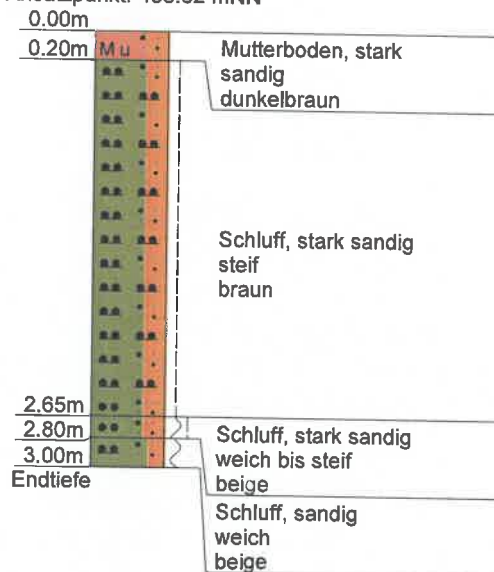 0.00m
0.20m
Mu
Mutterboden, stark
sandig
dunkelbraun
Schluff, stark sandig
steif
braun
2.65m
2.80m
3.00m
Endtiefe
Schluff, stark sandig
weich bis steif
beige
Schluff, sandig
weich
beige